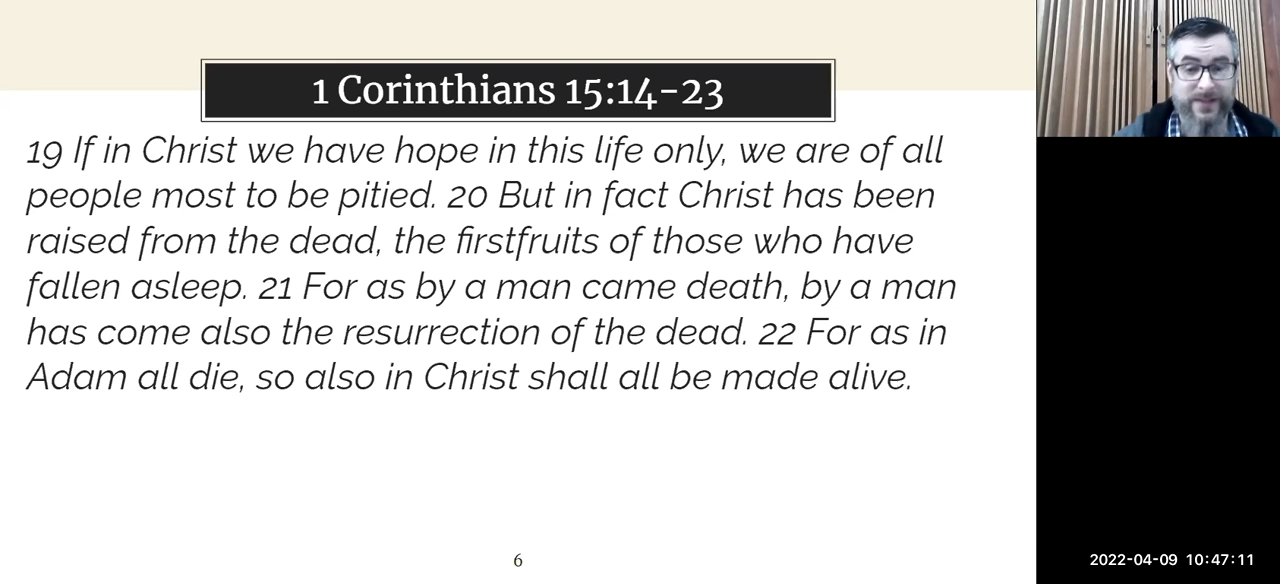 1 Corinthians 15:14-23
19 If in Christ we have hope in this life only, we are of all
people most to be pitied. 20 But in fact Christ has been
raised from the dead, the firstfruits of those who have
fallen asleep. 21 For as by a man came death, by a man
has come also the resurrection of the dead. 22 For as in
Adam all die, so also in Christ shall all be made alive.
6
2022-04-09 10:47:11